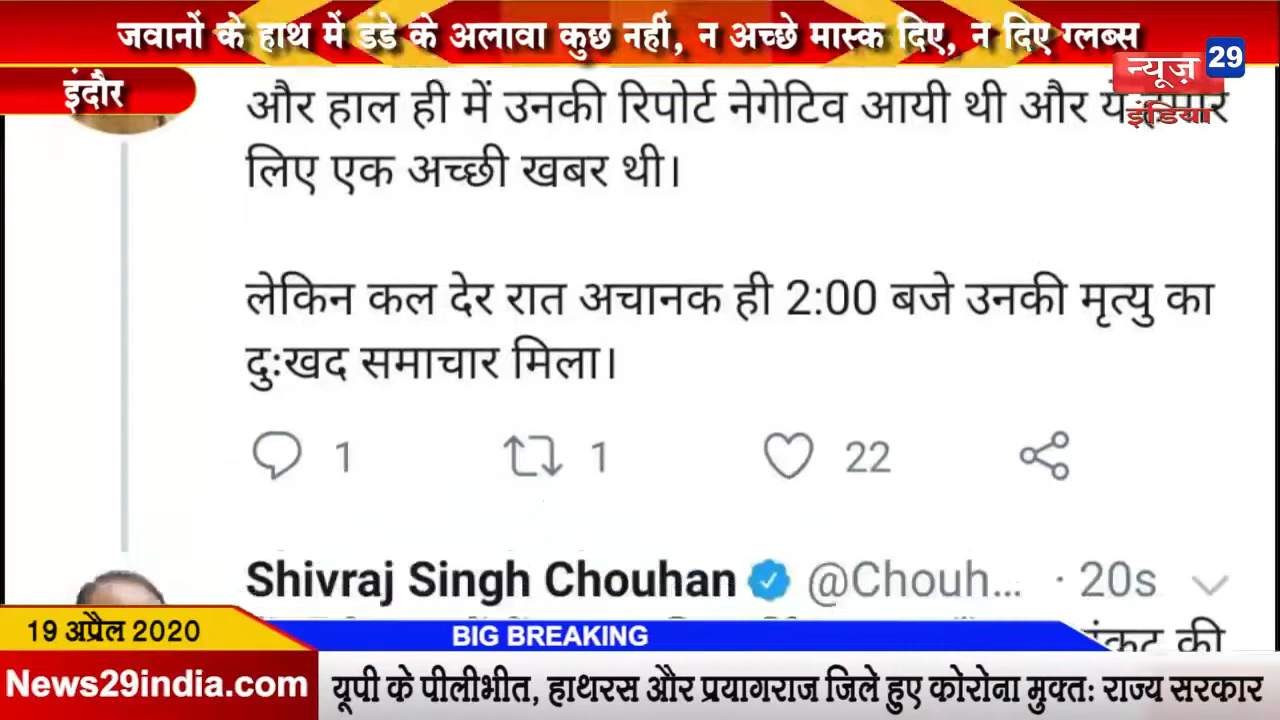 जवानों के हाथ में डंडे के अलावा कुछ नहीं, न अच्छे मास्क दिए, न दिए ग्लब्स
न्यूज़ 29
इंडिया
इंदौर
और हाल ही में उनकी रिपोर्ट नेगेटिव आयी थी और
लिए एक अच्छी खबर थी।
लेकिन कल देर रात अचानक ही 2:00 बजे उनकी मृत्यु का
दुःखद समाचार मिला।
1 1 22
Shivraj Singh Chouhan @Chouh... · 20s
संकट की
19 अप्रैल 2020
BIG BREAKING
News29india.com
यूपी के पीलीभीत, हाथरस और प्रयागराज जिले हुए कोरोना मुक्त: राज्य सरकार